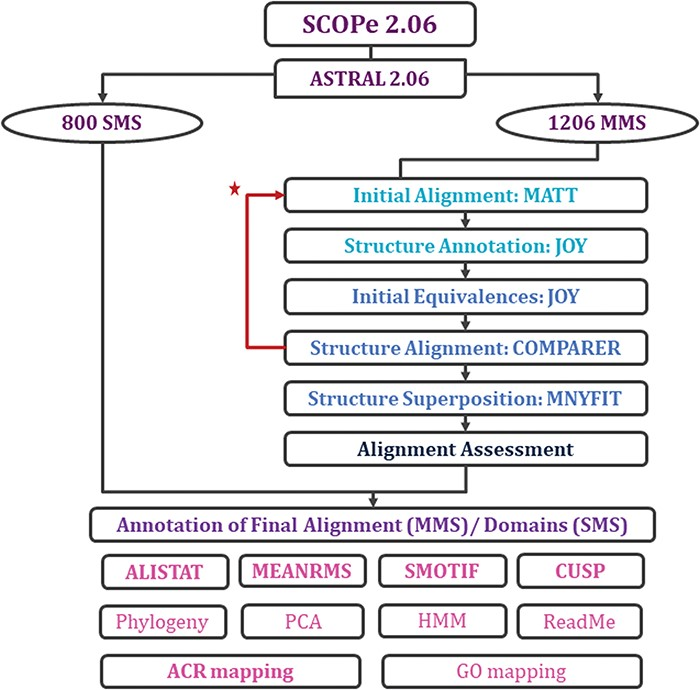 SCOPe 2.06
ASTRAL 2.06
800 SMS
1206 MMS
Initial Alignment: MATT
Structure Annotation: JOY
Initial Equivalences: JOY
Structure Alignment: COMPARER
Structure Superposition: MNYFIT
Alignment Assessment
Annotation of Final Alignment (MMS)/ Domains (SMS)
ALISTAT
MEANRMS
SMOTIF
CUSP
Phylogeny
PCA
HMM
ReadMe
ACR mapping
GO mapping